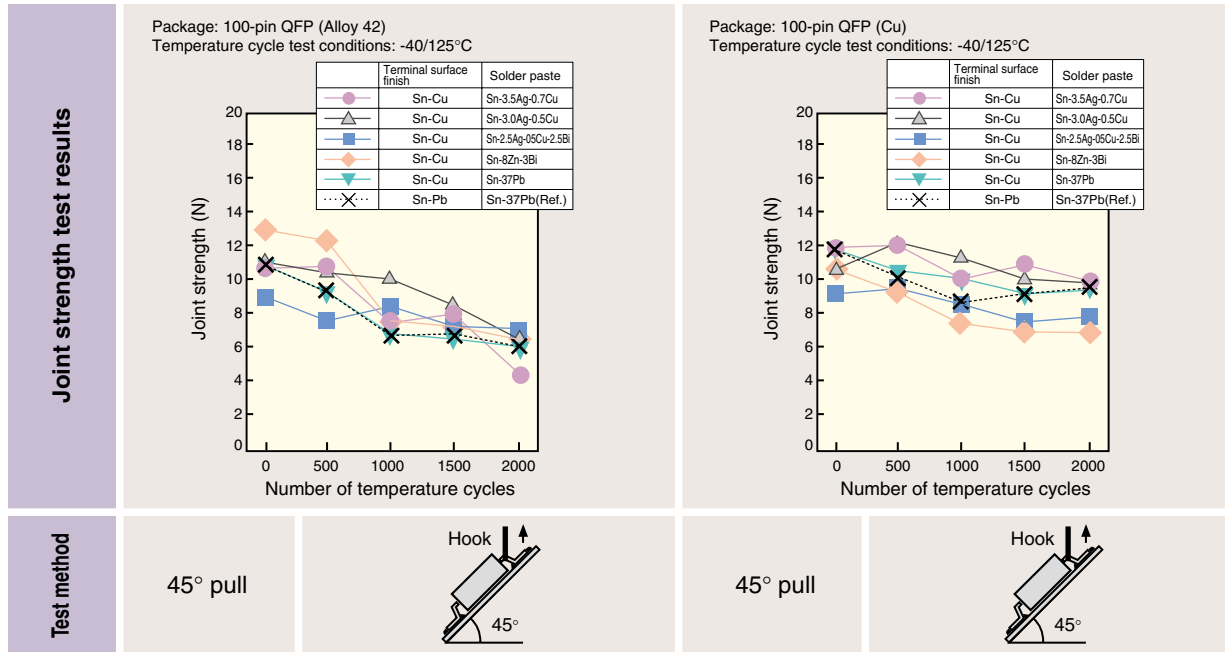 Joint strength test results
Package: 100-pin QFP (Alloy 42)
Temperature cycle test conditions: -40/125°C
Terminal surface finish Solder paste
Sn-Cu Sn-3.5Ag-0.7Cu
Sn-Cu Sn-3.0Ag-0.5Cu
Sn-Cu Sn-2.5Ag-05Cu-2.5Bi
Sn-Cu Sn-8Zn-3Bi
Sn-Cu Sn-37Pb
Sn-Pb Sn-37Pb(Ref.)
Joint strength (N)
20
18
16
14
12
10
8
6
4
2
0
0 500 1000 1500 2000
Number of temperature cycles
Package: 100-pin QFP (Cu)
Temperature cycle test conditions: -40/125°C
Terminal surface finish Solder paste
Sn-Cu Sn-3.5Ag-0.7Cu
Sn-Cu Sn-3.0Ag-0.5Cu
Sn-Cu Sn-2.5Ag-05Cu-2.5Bi
Sn-Cu Sn-8Zn-3Bi
Sn-Cu Sn-37Pb
Sn-Pb Sn-37Pb(Ref.)
Joint strength (N)
20
18
16
14
12
10
8
6
4
2
0
0 500 1000 1500 2000
Number of temperature cycles
Test method
45° pull
Hook
45°
45° pull
Hook
45°